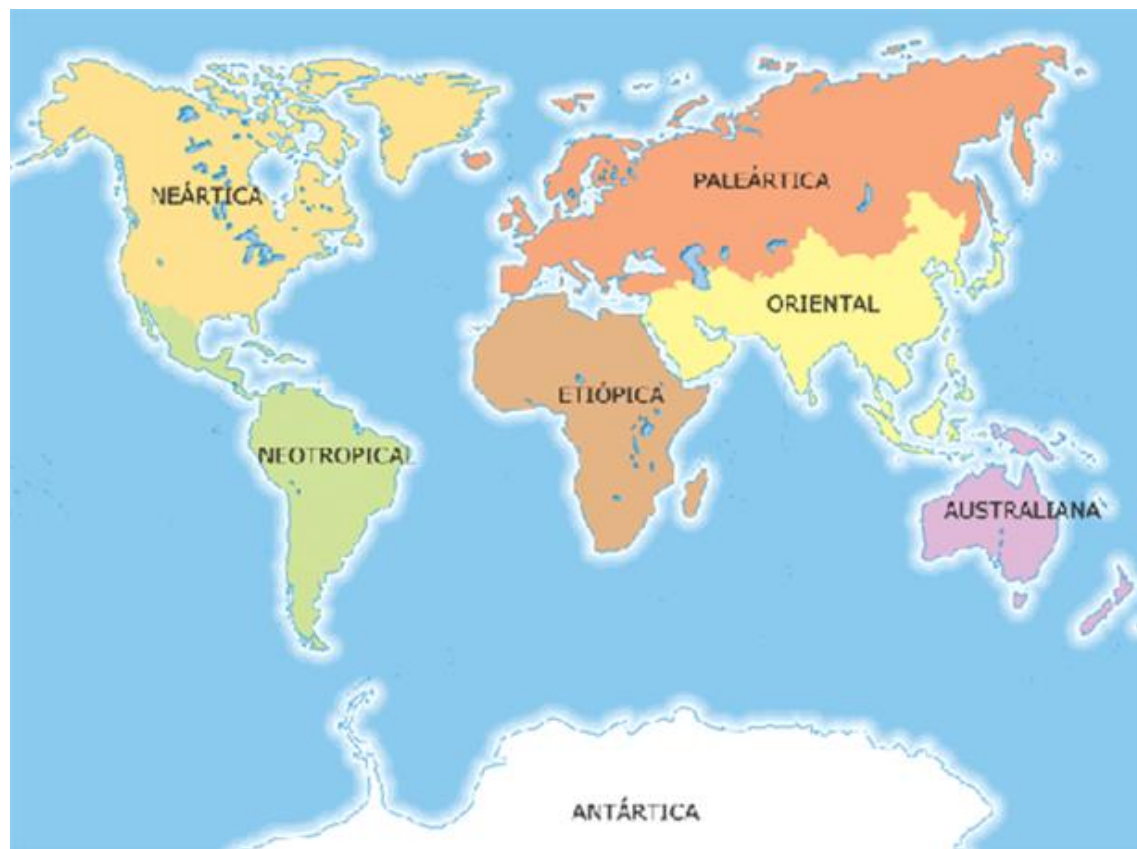 PALEÁRTICA
NEÁRTICA
ORIENTAL
ETIÓPICA
NEOTROPICAL
AUSTRALIANA
ANTÁRTICA